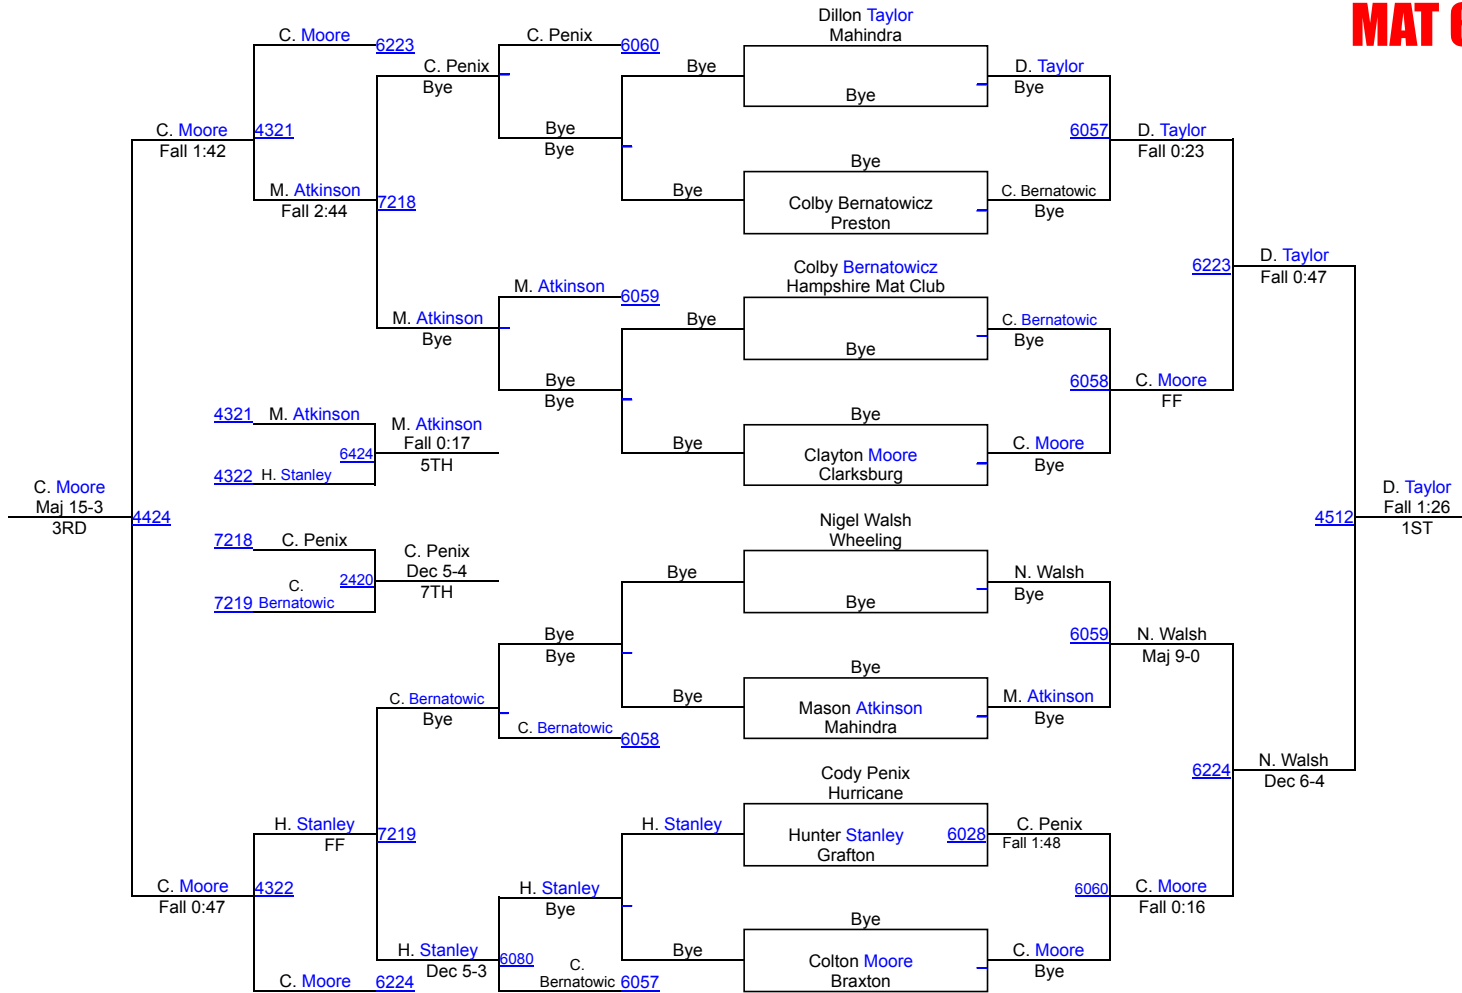 MAT 6
Dillon Taylor
Mahindra
C. Moore
6223
C. Penix
6060
C. Penix
Bye
Bye
D. Taylor
Bye
Bye
C. Moore
4321
Fall 1:42
Bye
Bye
6057
D. Taylor
Fall 0:23
Bye
M. Atkinson
Fall 2:44
7218
Bye
Colby Bernatowicz
Preston
C. Bernatowic
Bye
Colby Bernatowicz
Hampshire Mat Club
6223
D. Taylor
Fall 0:47
M. Atkinson
6059
M. Atkinson
Bye
Bye
C. Bernatowic
Bye
Bye
Bye
Bye
6058
C. Moore
FF
4321
M. Atkinson
M. Atkinson
Fall 0:17
5TH
6424
4322
H. Stanley
Bye
Bye
Clayton Moore
Clarksburg
C. Moore
Bye
C. Moore
Maj 15-3
3RD
4424
4512
D. Taylor
Fall 1:26
1ST
7218
C. Penix
C. Penix
Dec 5-4
7TH
2420
C.
7219
Bernatowic
Nigel Walsh
Wheeling
Bye
Bye
N. Walsh
Bye
Bye
Bye
6059
N. Walsh
Maj 9-0
Bye
C. Bernatowic
Bye
Bye
Mason Atkinson
Mahindra
M. Atkinson
Bye
C. Bernatowic
6058
Cody Penix
Hurricane
6224
N. Walsh
Dec 6-4
H. Stanley
FF
7219
H. Stanley
Hunter Stanley
Grafton
6028
C. Penix
Fall 1:48
C. Moore
Fall 0:47
4322
H. Stanley
Bye
6060
C. Moore
Fall 0:16
Bye
H. Stanley
Dec 5-3
6080
Bye
Colton Moore
Braxton
C. Moore
Bye
C. Moore
6224
C.
Bernatowic
6057